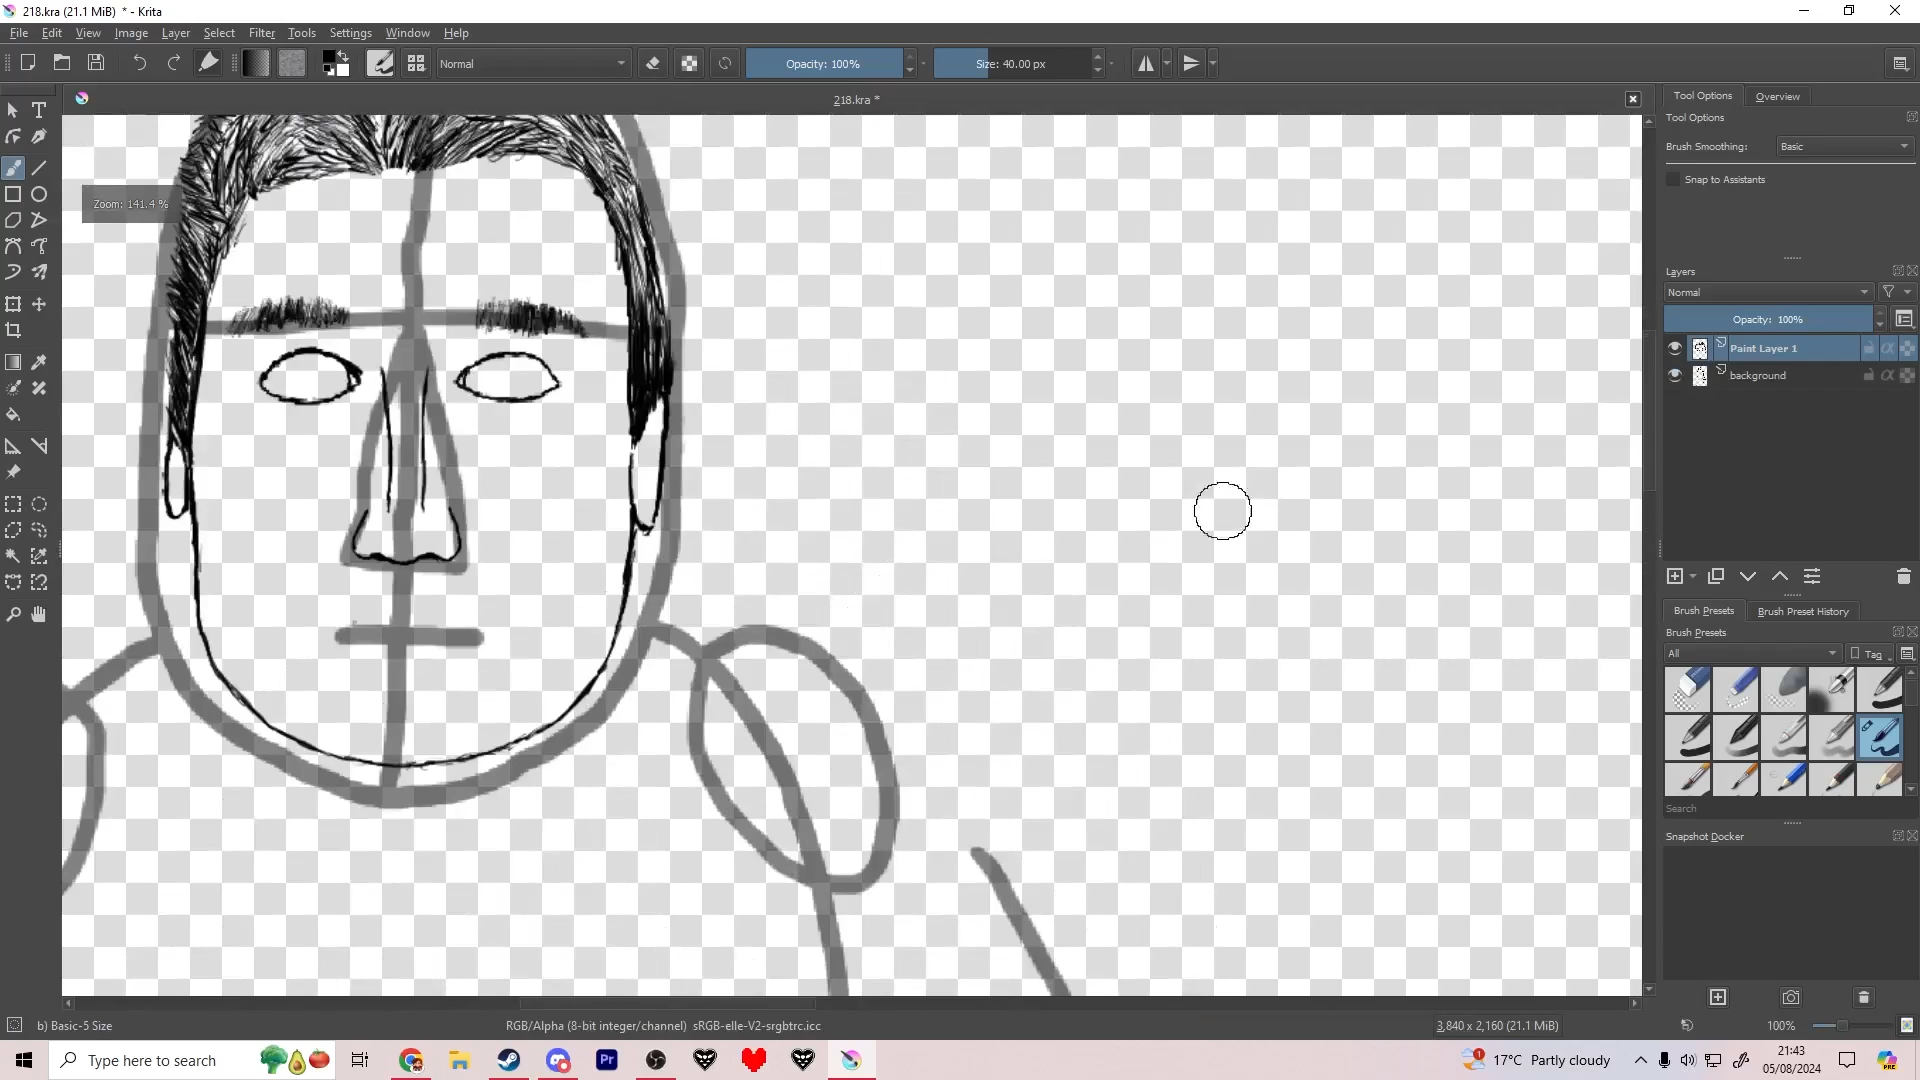 218.kra (21.1 MiB) * - Krita
File Edit View Image Layer Select Filter Tools Settings Window Help
Normal
Opacity: 100%
Size: 40.00 px
218.kra *
Zoom: 141.4 %
Tool Options Overview
Tool Options
Brush Smoothing: Basic
Snap to Assistants
Layers
Normal
Opacity: 100%
Paint Layer 1
background
Brush Presets Brush Preset History
Brush Presets
All Tag
Search
Snapshot Docker
b) Basic-5 Size
RGB/Alpha (8-bit integer/channel) sRGB-elle-V2-srgbtrc.icc
3,840 x 2,160 (21.1 MiB)
100%
Type here to search
Pr
1
17°C Partly cloudy
21:43
05/08/2024
PRE